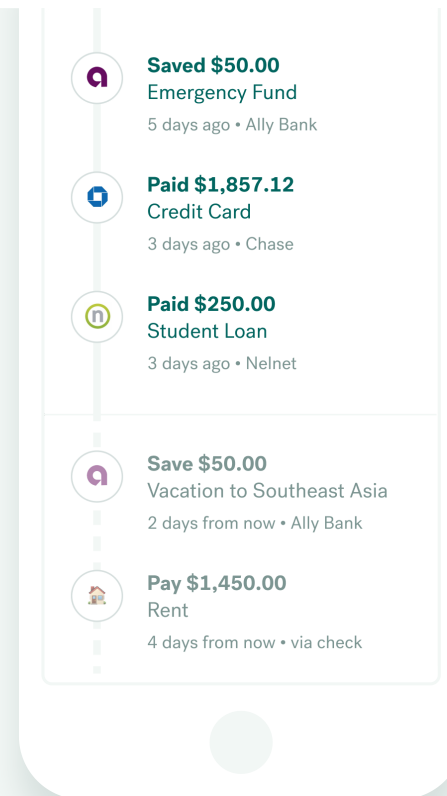 Saved $50.00
Emergency Fund
5 days ago • Ally Bank
Paid $1,857.12
Credit Card
3 days ago • Chase
Paid $250.00
Student Loan
3 days ago • Nelnet
Save $50.00
Vacation to Southeast Asia
2 days from now • Ally Bank
Pay $1,450.00
Rent
4 days from now • via check